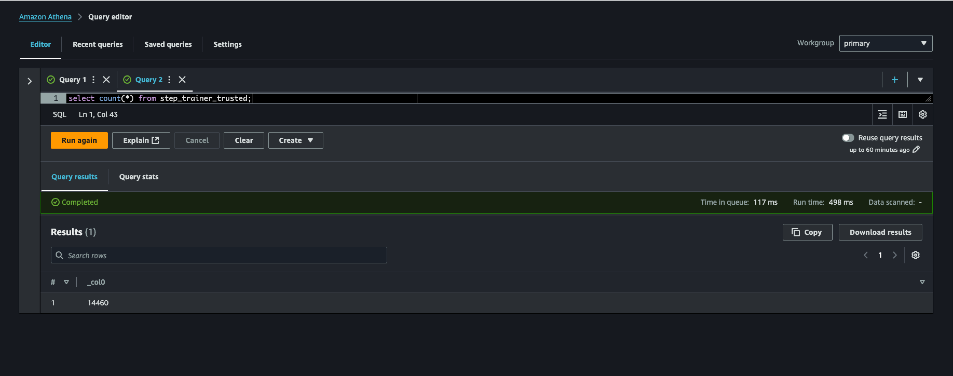 Amazon Athena > Query editor
Editor Recent queries Saved queries Settings
Workgroup primary
Query 1 Query 2
1 select count(*) from step_trainer_trusted;
SQL Ln 1, Col 43
Run again Explain Cancel Clear Create
Reuse query results
up to 60 minutes ago
Query results Query stats
Completed Time in queue: 117 ms Run time: 498 ms Data scanned: -
Results (1) Copy Download results
Search rows
1
# _col0
1 14460